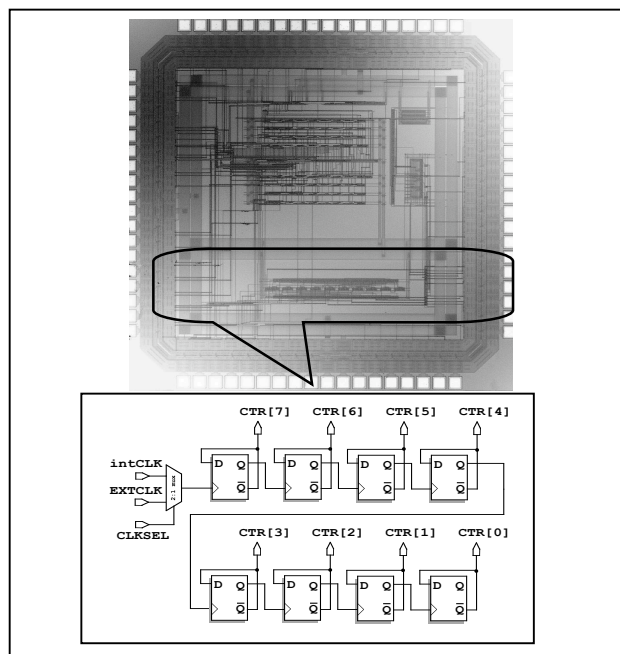 CTR[7] CTR[6] CTR[5] CTR[4]
intCLK
D Q D Q D Q D Q
EXTCLK
2:1 mux
Q̅ Q̅ Q̅ Q̅
CLKSEL
CTR[3] CTR[2] CTR[1] CTR[0]
D Q D Q D Q D Q
Q̅ Q̅ Q̅ Q̅